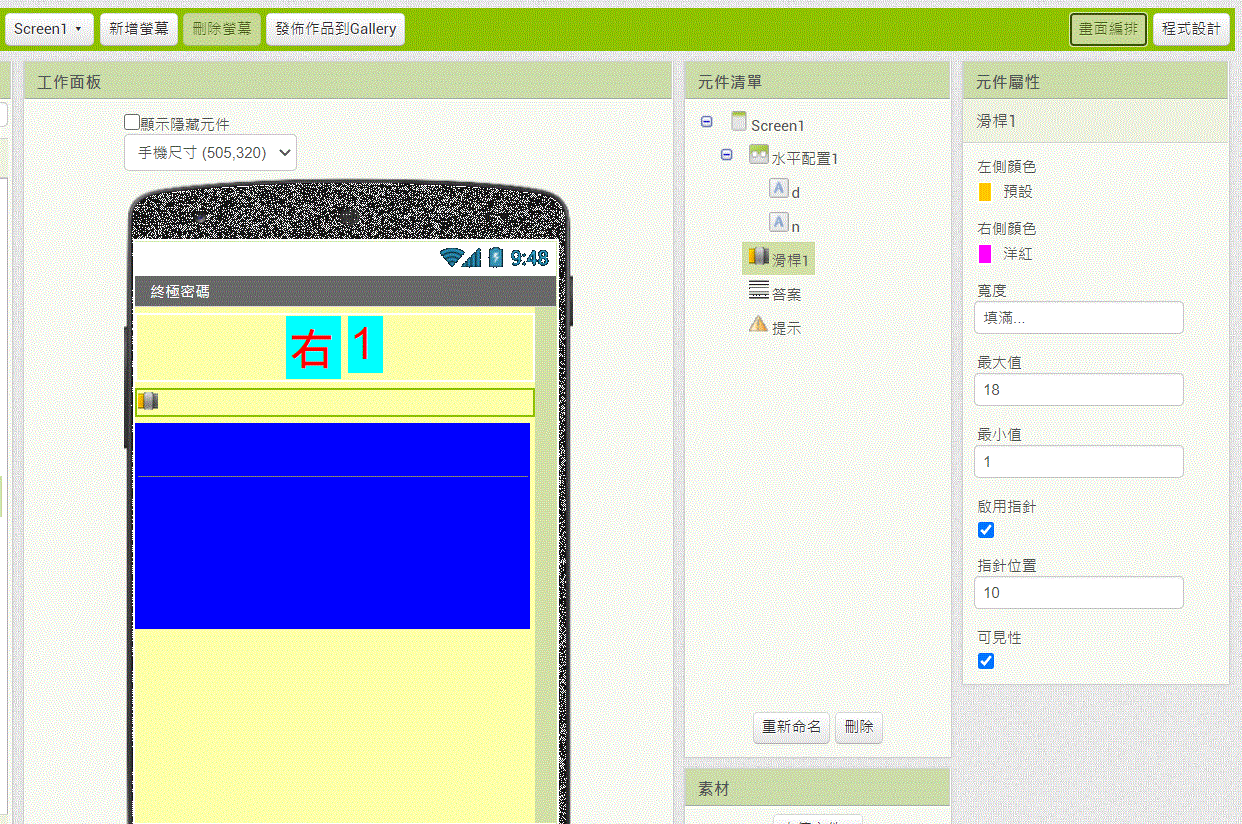 Screen1
新增螢幕
刪除螢幕
發佈作品到Gallery
畫面編排
程式設計
工作面板
顯示隱藏元件
手機尺寸 (505,320)
9:48
終極密碼
右 1
元件清單
Screen1
水平配置1
A d
A n
滑桿1
答案
提示
重新命名
刪除
素材
元件屬性
滑桿1
左側顏色
預設
右側顏色
洋紅
寬度
填滿...
最大值
18
最小值
1
啟用指針
指針位置
10
可見性